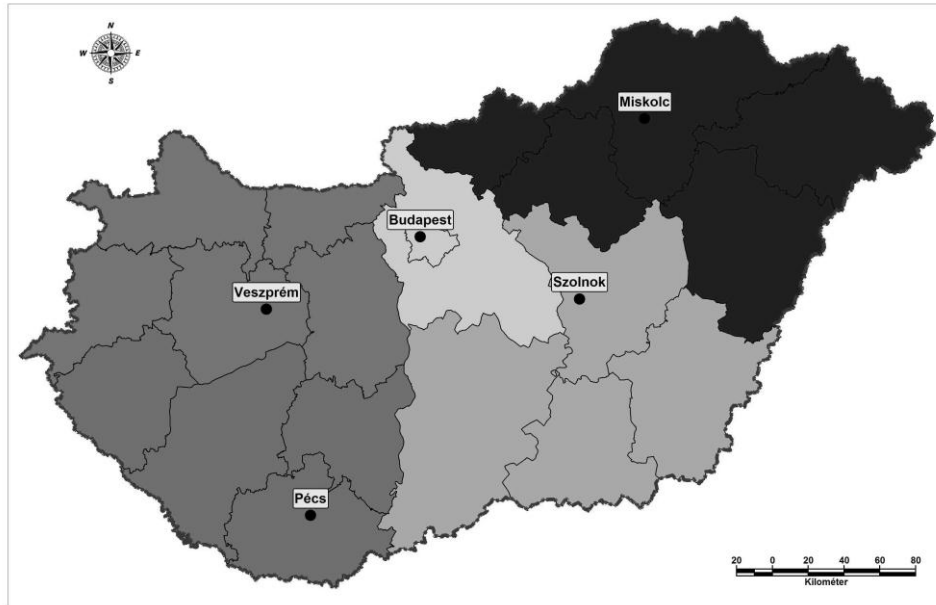 N
W E
S
Miskolc
Budapest
Szolnok
Veszprém
Pécs
20 0 20 40 60 80
Kilométer